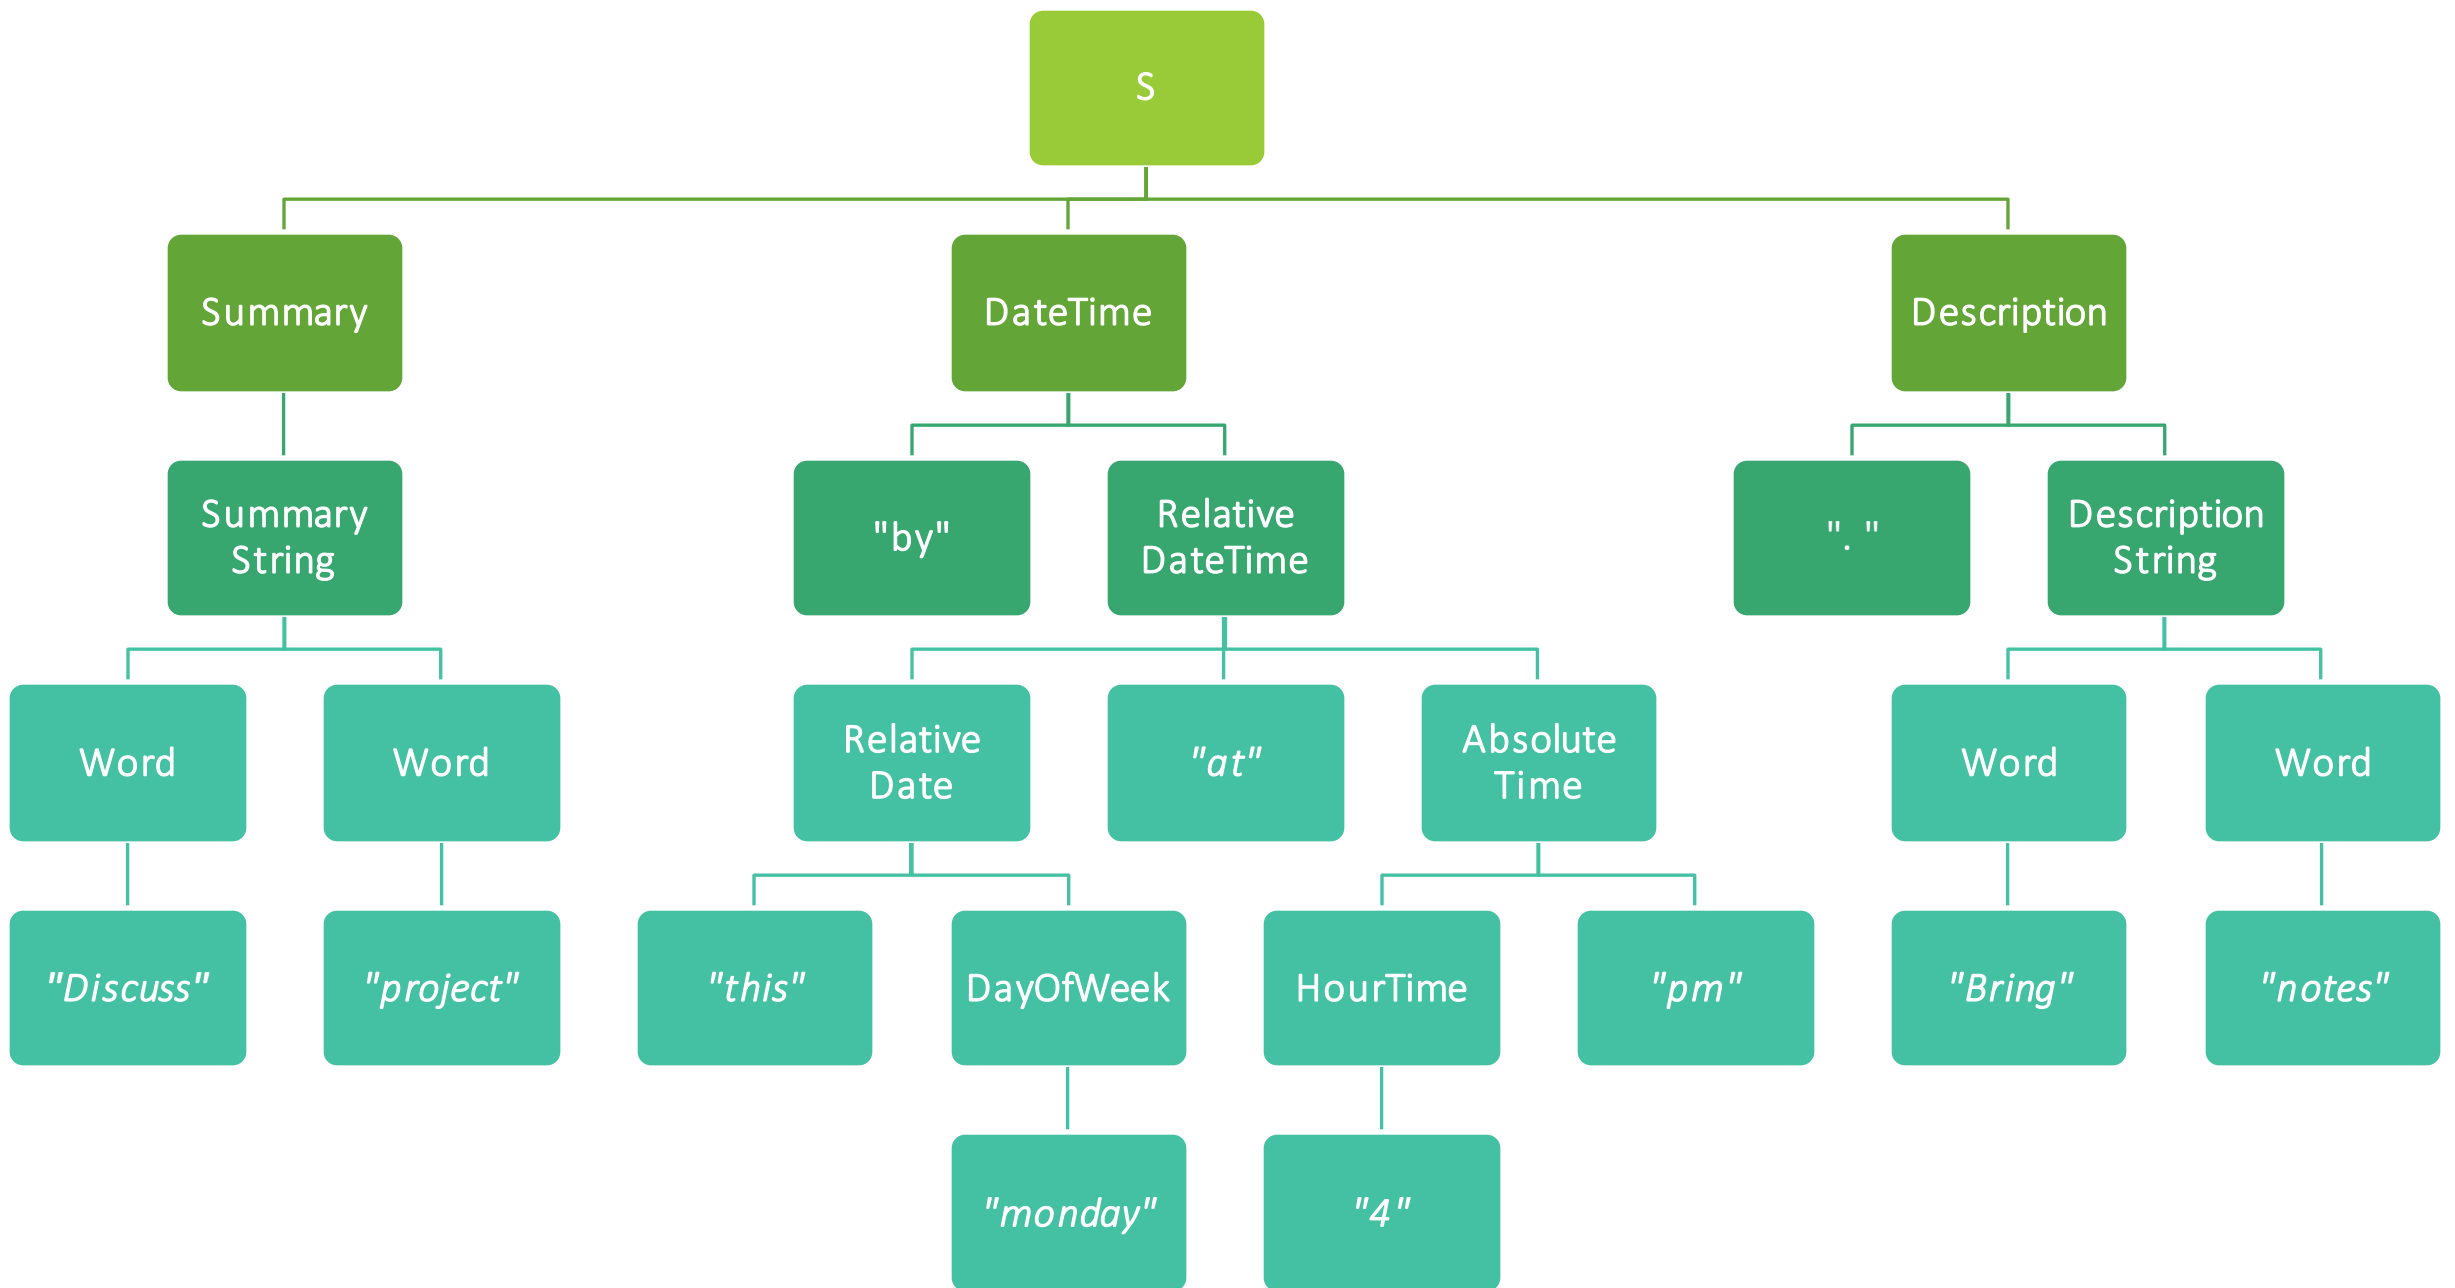 S
Summary
DateTime
Description
Summary
String
"by"
Relative
DateTime
". "
Description
String
Word
Word
Relative
Date
"at"
Absolute
Time
Word
Word
"Discuss"
"project"
"this"
DayOfWeek
HourTime
"pm"
"Bring"
"notes"
"monday"
"4"